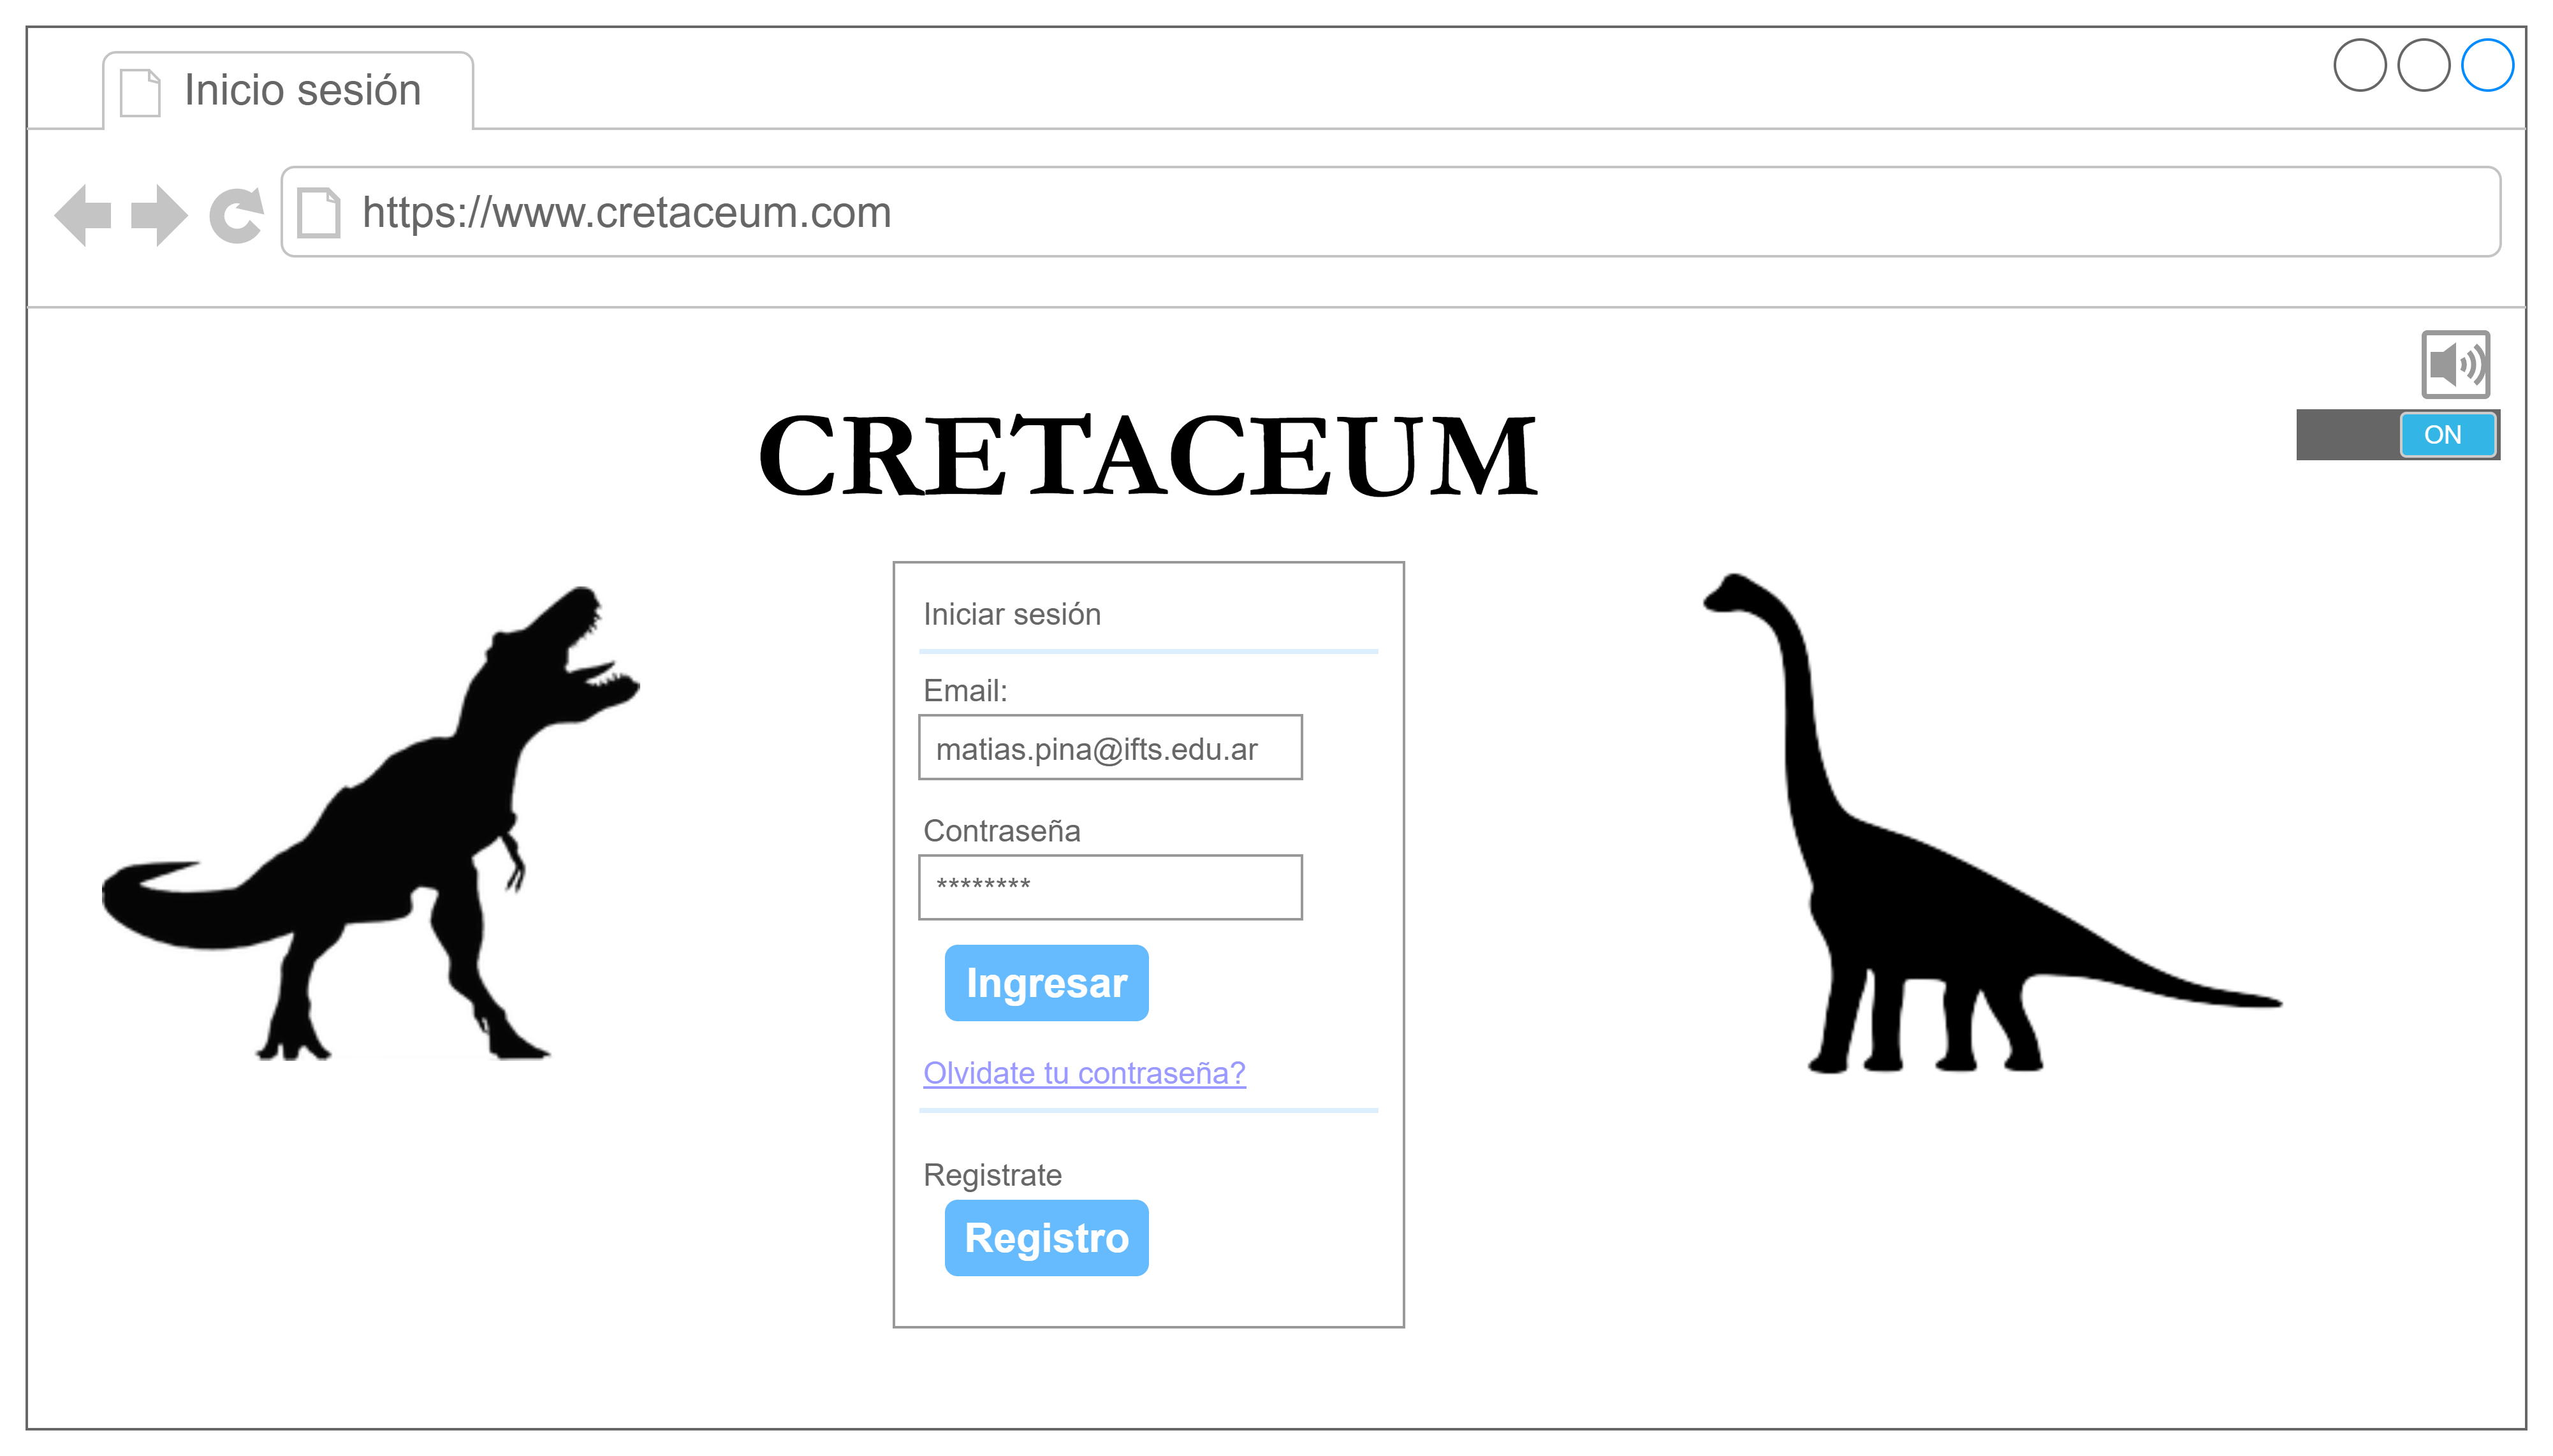 Inicio sesión
https://www.cretaceum.com
CRETACEUM
ON
Iniciar sesión
Email:
matias.pina@ifts.edu.ar
Contraseña
********
Ingresar
Olvidate tu contraseña?
Registrate
Registro